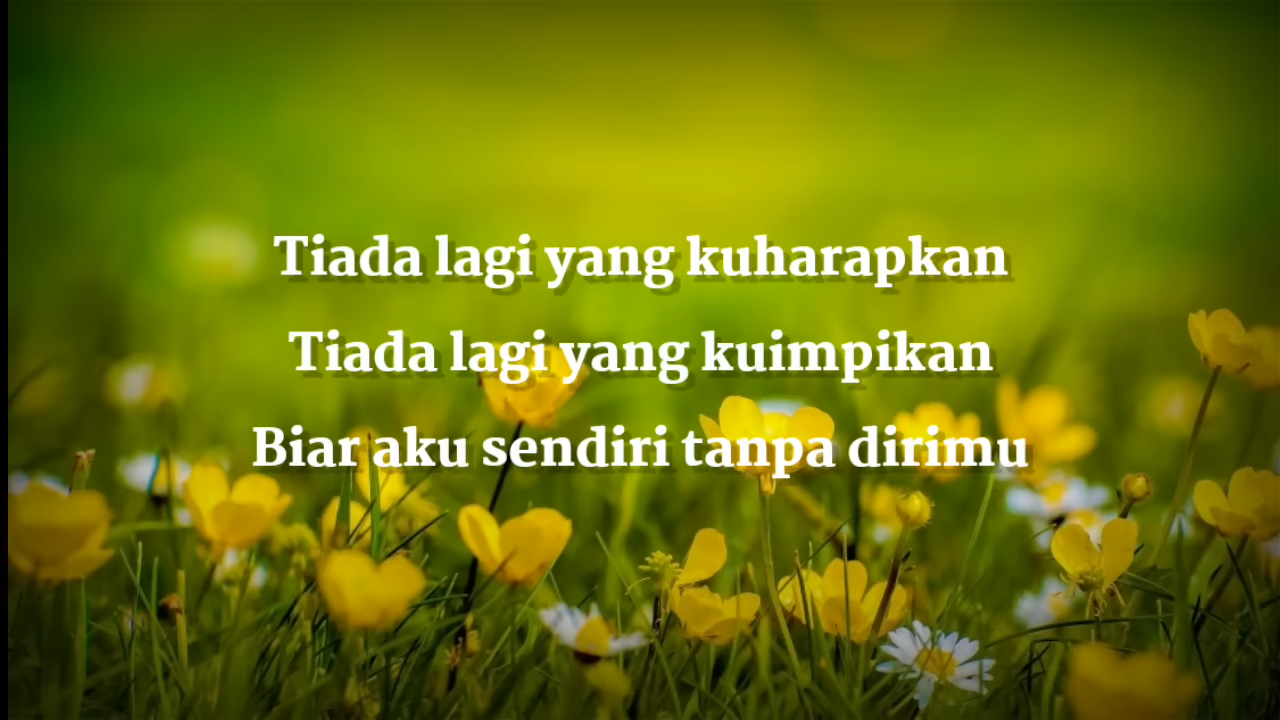 Tiada lagi yang kuharapkan
Tiada lagi yang kuimpikan
Biar aku sendiri tanpa dirimu